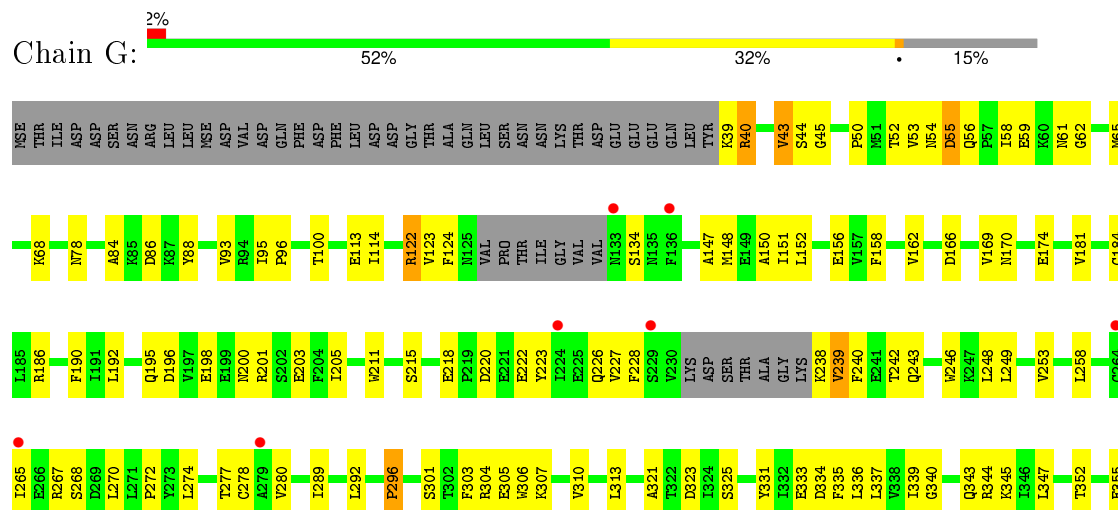 2%
Chain G:
52% 32% • 15%
MSE THR ILE ASP ASP SER ASN ARG LEU LEU MSE ASP VAL ASP GLN PHE ASP PHE LEU ASP ASP GLY THR ALA GLN LEU SER ASN ASN LYS THR ASP GLU GLU GLU GLN LEU TYR K39 R40 V43 S44 G45 P50 M51 T52 V53 N54 D55 Q56 P57 I58 E59 K60 N61 G62 M65
K68 N78 A84 K85 D86 K87 Y88 V93 R94 I95 P96 T100 E113 I114 R122 V123 F124 N125 VAL PRO THR ILE GLY VAL VAL N133 S134 N135 F136 A147 M148 E149 A150 I151 L152 E156 V157 F158 V162 D166 V169 N170 E174 V181 C184
L185 R186 F190 I191 L192 Q195 D196 V197 E198 E199 N200 R201 S202 E203 F204 I205 W211 S215 E218 P219 D220 E221 E222 Y223 I224 E225 Q226 V227 F228 S229 V230 LYS ASP SER THR ALA GLY LYS K238 V239 F240 E241 T242 Q243 W246 K247 L248 L249 V253 L258 C264
I265 E266 R267 S268 D269 L270 L271 P272 Y273 L274 T277 C278 A279 V280 I289 L292 P296 S301 T302 F303 R304 E305 W306 K307 V310 L313 A321 T322 D323 I324 S325 Y331 I332 E333 D334 F335 L336 L337 V338 I339 G340 Q343 R344 K345 I346 L347 T352 E355